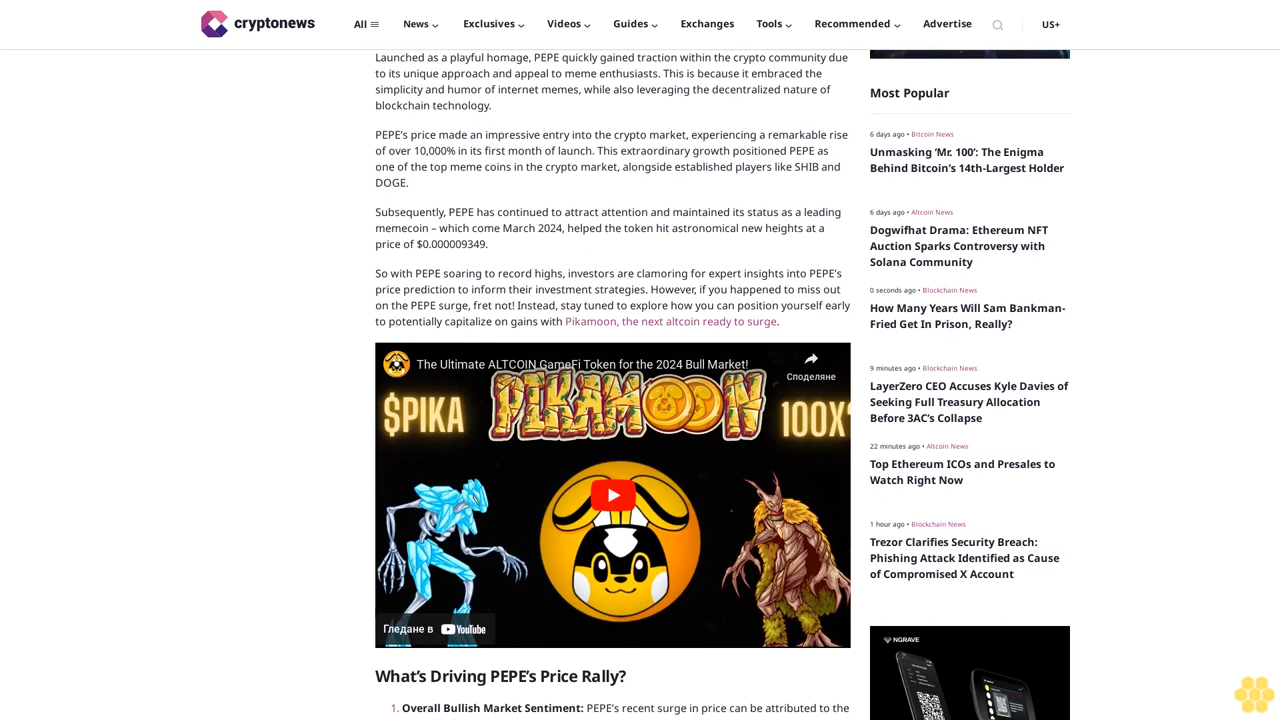 cryptonews
All
News
Exclusives
Videos
Guides
Exchanges
Tools
Recommended
Advertise
US+
Launched as a playful homage, PEPE quickly gained traction within the crypto community due
to its unique approach and appeal to meme enthusiasts. This is because it embraced the
simplicity and humor of internet memes, while also leveraging the decentralized nature of
blockchain technology.
PEPE's price made an impressive entry into the crypto market, experiencing a remarkable rise
of over 10,000% in its first month of launch. This extraordinary growth positioned PEPE as
one of the top meme coins in the crypto market, alongside established players like SHIB and
DOGE.
Subsequently, PEPE has continued to attract attention and maintained its status as a leading
memecoin – which come March 2024, helped the token hit astronomical new heights at a
price of $0.000009349.
So with PEPE soaring to record highs, investors are clamoring for expert insights into PEPE's
price prediction to inform their investment strategies. However, if you happened to miss out
on the PEPE surge, fret not! Instead, stay tuned to explore how you can position yourself early
to potentially capitalize on gains with Pikamoon, the next altcoin ready to surge.
The Ultimate ALTCOIN GameFi Token for the 2024 Bull Market!
Споделяне
$PIKA
PIKAMOON
100X
Гледане в YouTube
What's Driving PEPE's Price Rally?
1. Overall Bullish Market Sentiment: PEPE's recent surge in price can be attributed to the
Most Popular
6 days ago • Bitcoin News
Unmasking ‘Mr. 100’: The Enigma
Behind Bitcoin’s 14th-Largest Holder
6 days ago • Altcoin News
Dogwifhat Drama: Ethereum NFT
Auction Sparks Controversy with
Solana Community
0 seconds ago • Blockchain News
How Many Years Will Sam Bankman-
Fried Get In Prison, Really?
9 minutes ago • Blockchain News
LayerZero CEO Accuses Kyle Davies of
Seeking Full Treasury Allocation
Before 3AC’s Collapse
22 minutes ago • Altcoin News
Top Ethereum ICOs and Presales to
Watch Right Now
1 hour ago • Blockchain News
Trezor Clarifies Security Breach:
Phishing Attack Identified as Cause
of Compromised X Account
NGRAVE